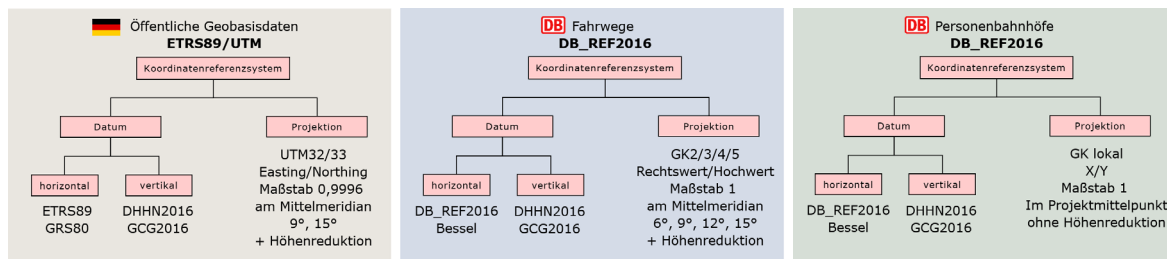 Öffentliche Geobasisdaten
ETRS89/UTM
Koordinatenreferenzsystem
Datum
Projektion
horizontal
vertikal
ETRS89
GRS80
DHHN2016
GCG2016
UTM32/33
Easting/Northing
Maßstab 0,9996
am Mittelmeridian
9°, 15°
+ Höhenreduktion
DB Fahrwege
DB_REF2016
Koordinatenreferenzsystem
Datum
Projektion
horizontal
vertikal
DB_REF2016
Bessel
DHHN2016
GCG2016
GK2/3/4/5
Rechtswert/Hochwert
Maßstab 1
am Mittelmeridian
6°, 9°, 12°, 15°
+ Höhenreduktion
DB Personenbahnhöfe
DB_REF2016
Koordinatenreferenzsystem
Datum
Projektion
horizontal
vertikal
DB_REF2016
Bessel
DHHN2016
GCG2016
GK lokal
X/Y
Maßstab 1
Im Projektmittelpunkt
ohne Höhenreduktion